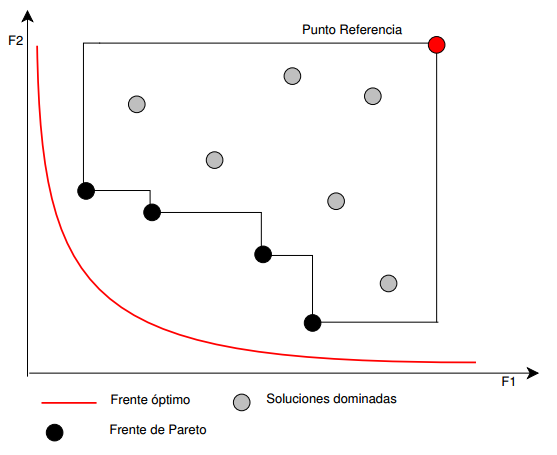 Punto Referencia
F2
F1
Frente óptimo
Soluciones dominadas
Frente de Pareto